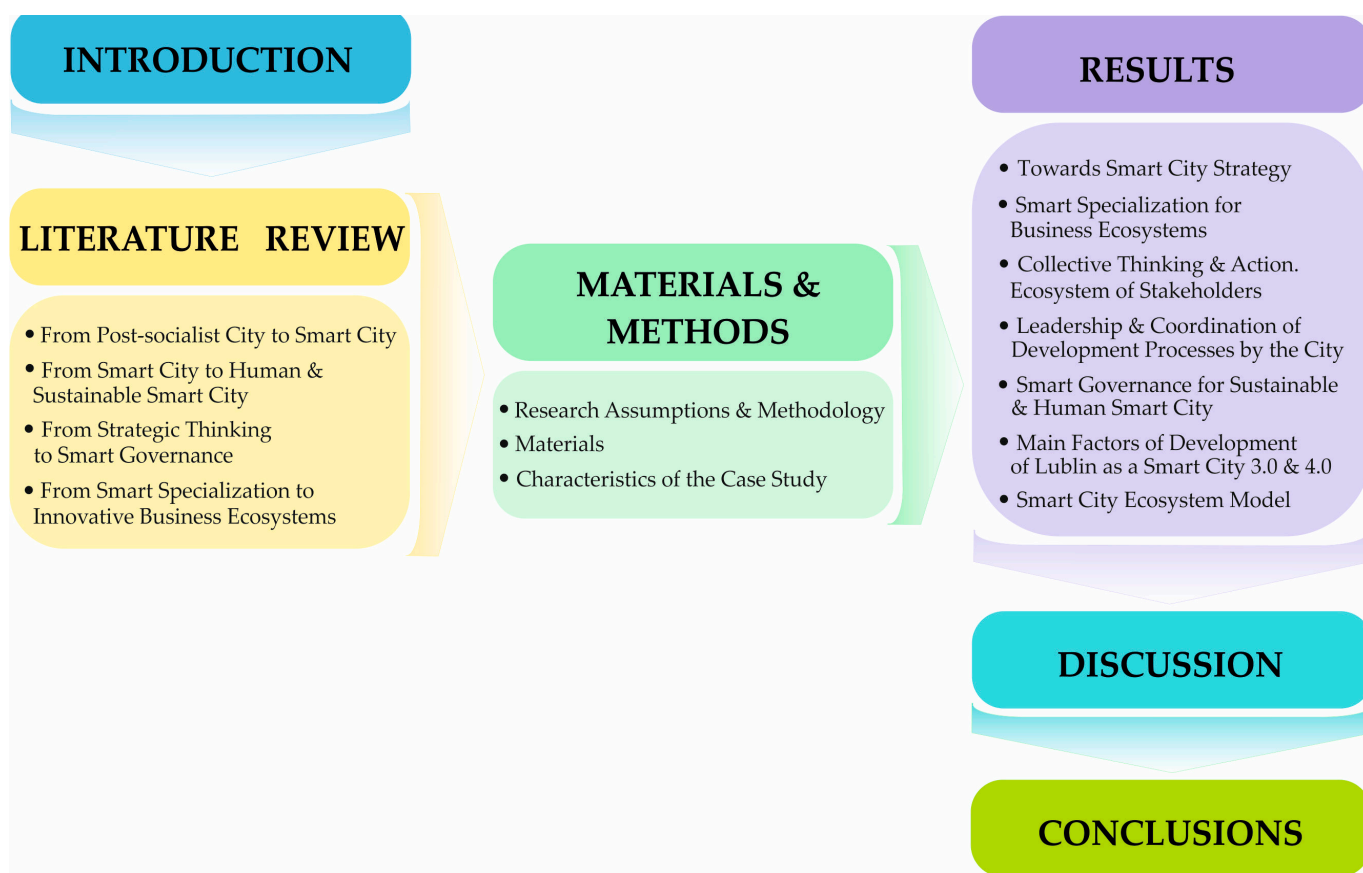 INTRODUCTION
LITERATURE REVIEW
• From Post-socialist City to Smart City
• From Smart City to Human &
Sustainable Smart City
• From Strategic Thinking
to Smart Governance
• From Smart Specialization to
Innovative Business Ecosystems
MATERIALS &
METHODS
• Research Assumptions & Methodology
• Materials
• Characteristics of the Case Study
RESULTS
• Towards Smart City Strategy
• Smart Specialization for
Business Ecosystems
• Collective Thinking & Action.
Ecosystem of Stakeholders
• Leadership & Coordination of
Development Processes by the City
• Smart Governance for Sustainable
& Human Smart City
• Main Factors of Development
of Lublin as a Smart City 3.0 & 4.0
• Smart City Ecosystem Model
DISCUSSION
CONCLUSIONS